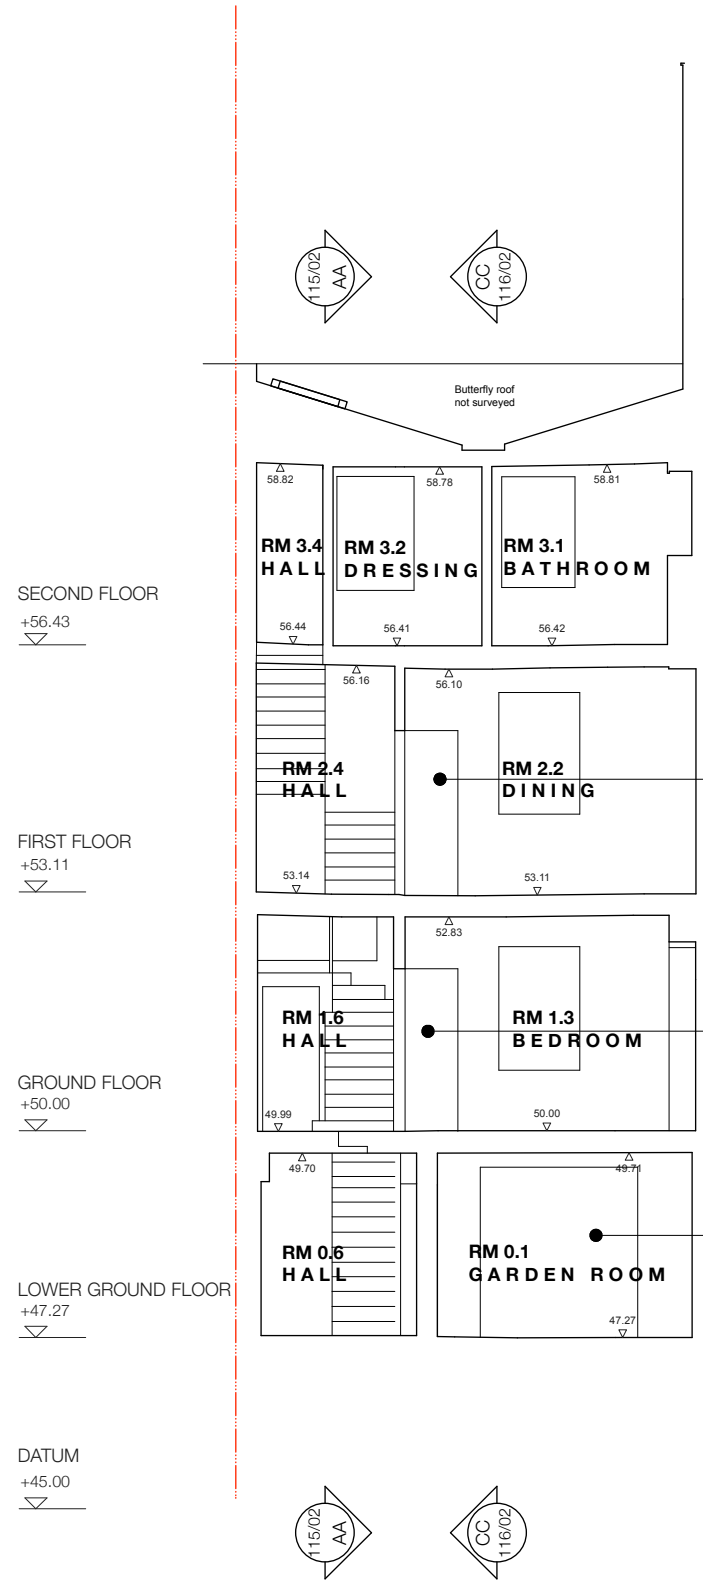 115/02
AA
CC
116/02
Butterfly roof
not surveyed
58.82
58.78
58.81
RM 3.4
HALL
RM 3.2
DRESSING
RM 3.1
BATHROOM
SECOND FLOOR
+56.43
56.44
56.41
56.42
56.16
56.10
RM 2.4
HALL
RM 2.2
DINING
FIRST FLOOR
+53.11
53.14
53.11
52.83
RM 1.6
HALL
RM 1.3
BEDROOM
GROUND FLOOR
+50.00
49.99
50.00
49.70
49.71
RM 0.6
HALL
RM 0.1
GARDEN ROOM
LOWER GROUND FLOOR
+47.27
47.27
DATUM
+45.00
115/02
AA
CC
116/02